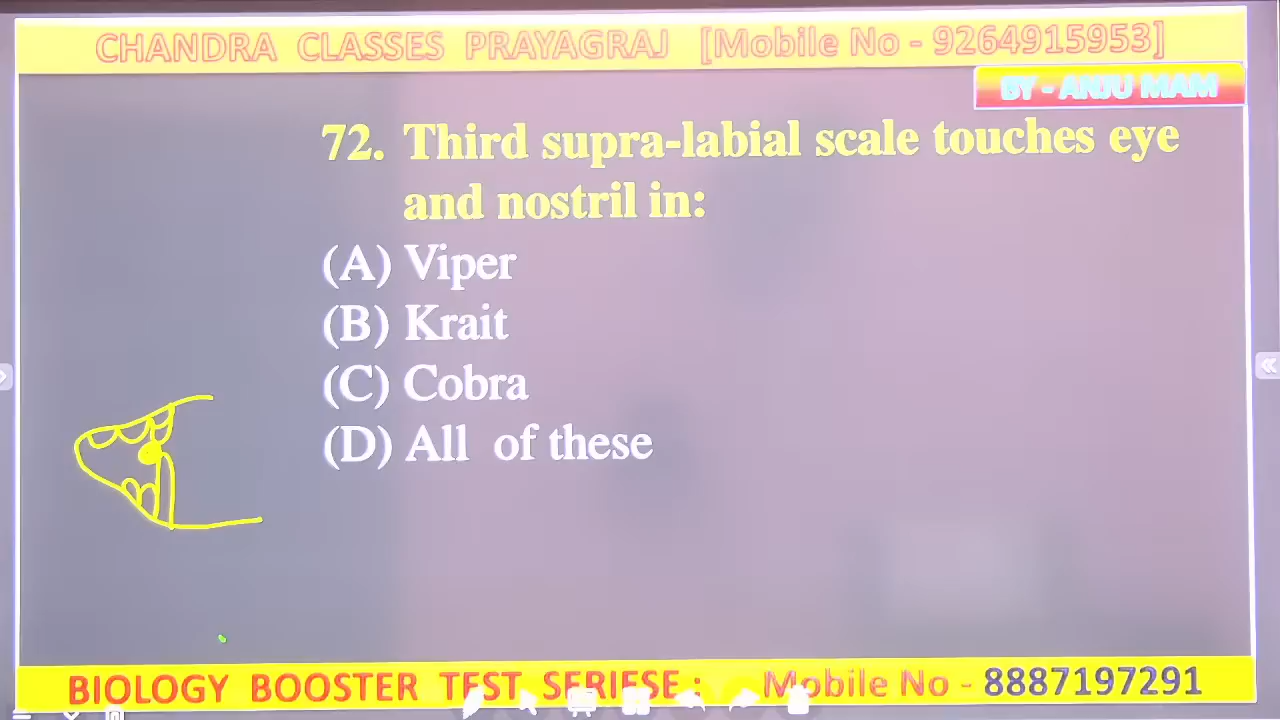 CHANDRA CLASSES PRAYAGRAJ [Mobile No - 9264915953]
BY - ANJU MAM
72. Third supra-labial scale touches eye
and nostril in:
(A) Viper
(B) Krait
(C) Cobra
(D) All of these
BIOLOGY BOOSTER TEST SERIESE : Mobile No - 8887197291